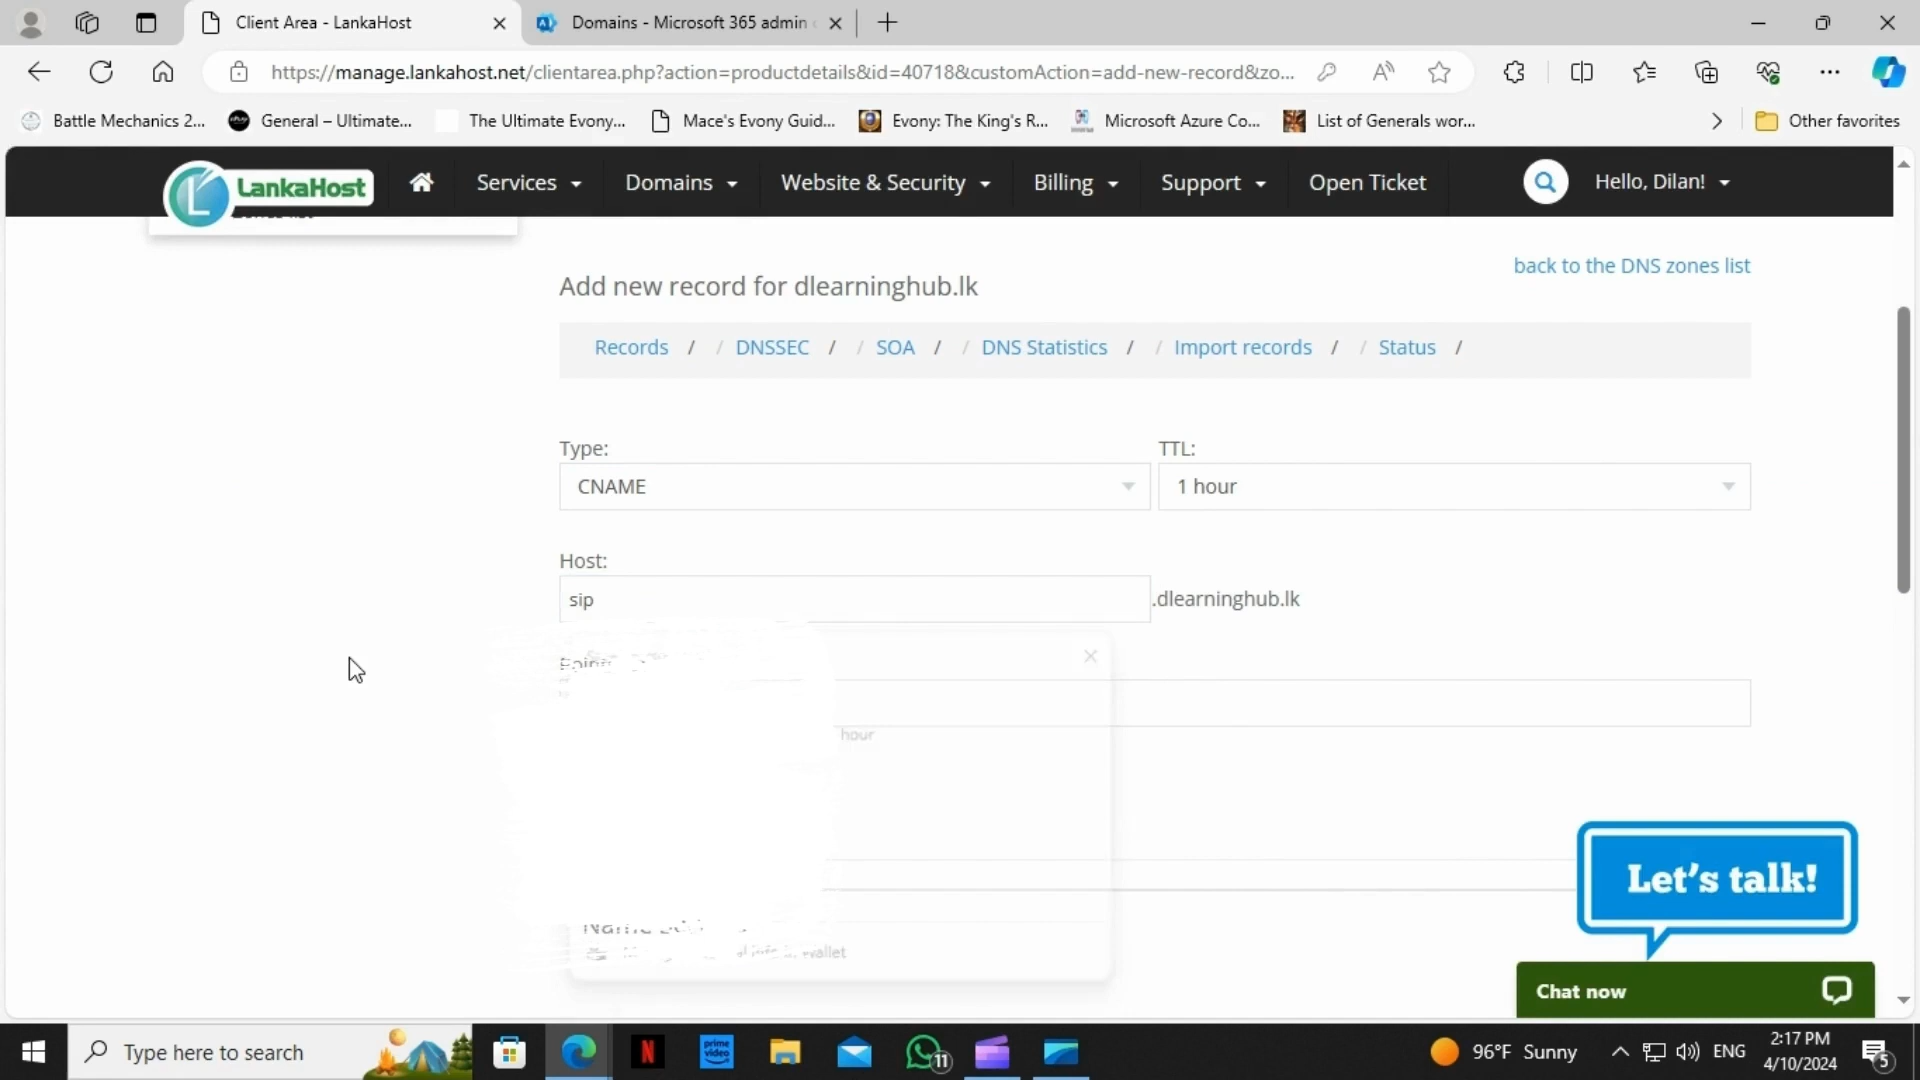 Client Area - LankaHost
Domains - Microsoft 365 admin
https://manage.lankahost.net/clientarea.php?action=productdetails&id=40718&customAction=add-new-record&zo...
Battle Mechanics 2...
General – Ultimate...
The Ultimate Evony...
Mace's Evony Guid...
Evony: The King's R...
Microsoft Azure Co...
List of Generals wor...
Other favorites
LankaHost
Services
Domains
Website & Security
Billing
Support
Open Ticket
Hello, Dilan!
back to the DNS zones list
Add new record for dlearninghub.lk
Records / / DNSSEC / / SOA / / DNS Statistics / / Import records / / Status /
Type:
TTL:
CNAME
1 hour
Host:
sip
.dlearninghub.lk
hour
wallet
Let's talk!
Chat now
Type here to search
prime video
11
96°F Sunny
ENG
2:17 PM
4/10/2024
5